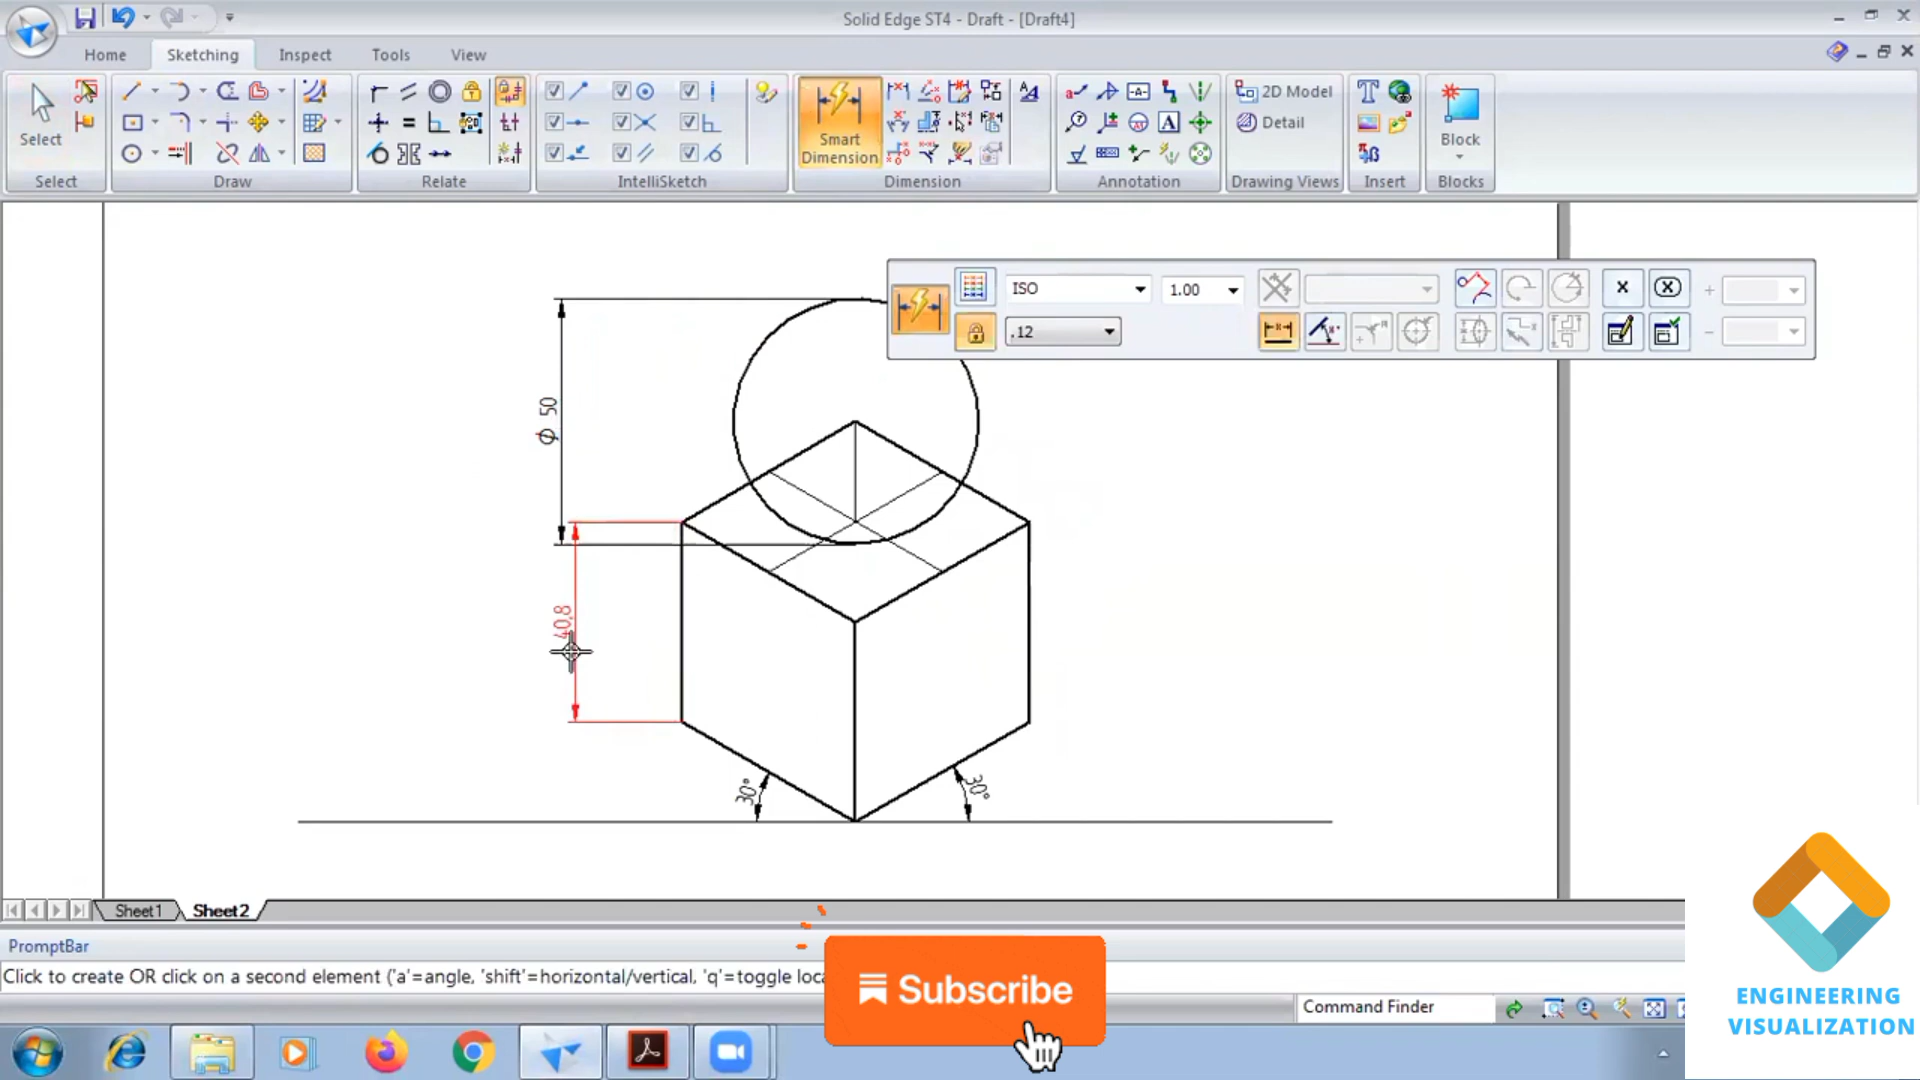 Solid Edge ST4 - Draft - [Draft4]
Home Sketching Inspect Tools View
Select
Smart
Dimension
2D Model
Detail
Block
Select Draw Relate IntelliSketch Dimension Annotation Drawing Views Insert Blocks
ISO 1.00
.12
Φ 50
40,8
30°
30°
Sheet1 Sheet2
PromptBar
Click to create OR click on a second element ('a'=angle, 'shift'=horizontal/vertical, 'q'=toggle loca
Subscribe
Command Finder
ENGINEERING
VISUALIZATION